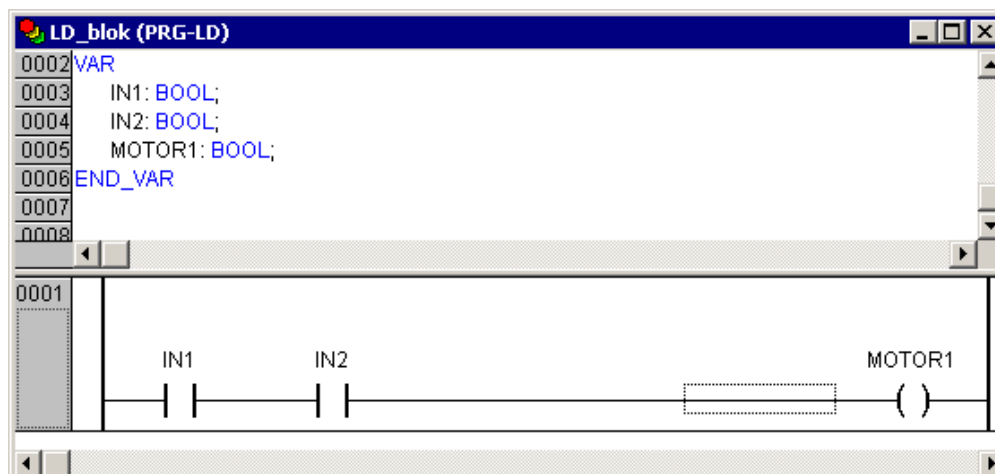 LD_blok (PRG-LD)
0002 VAR
0003 IN1: BOOL;
0004 IN2: BOOL;
0005 MOTOR1: BOOL;
0006 END_VAR
0007
0008
0001
IN1 IN2 MOTOR1